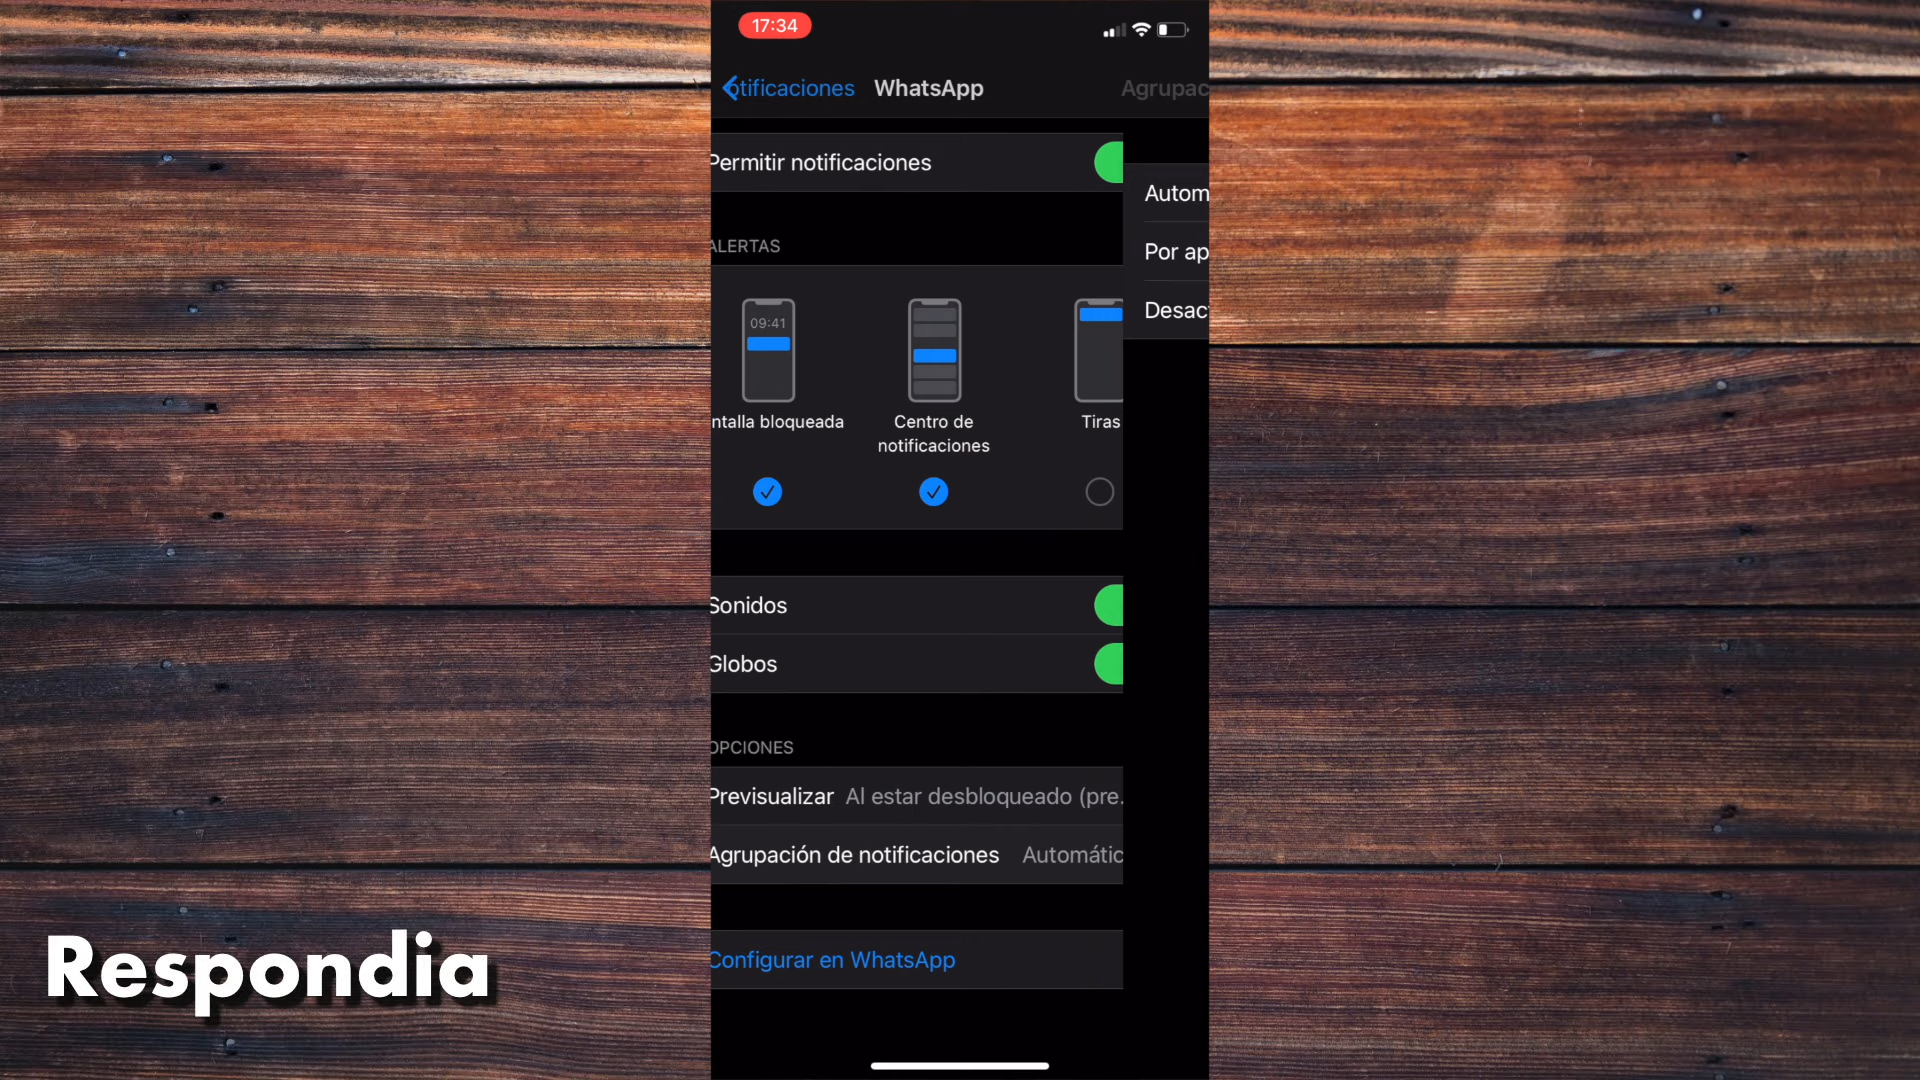 17:34
otificaciones
WhatsApp
Agrupac
Permitir notificaciones
ALERTAS
09:41
ntalla bloqueada
Centro de
notificaciones
Tiras
Sonidos
Globos
OPCIONES
Previsualizar Al estar desbloqueado (pre.
Agrupación de notificaciones Automátic
Configurar en WhatsApp
Autom
Por ap
Desac
Respondia